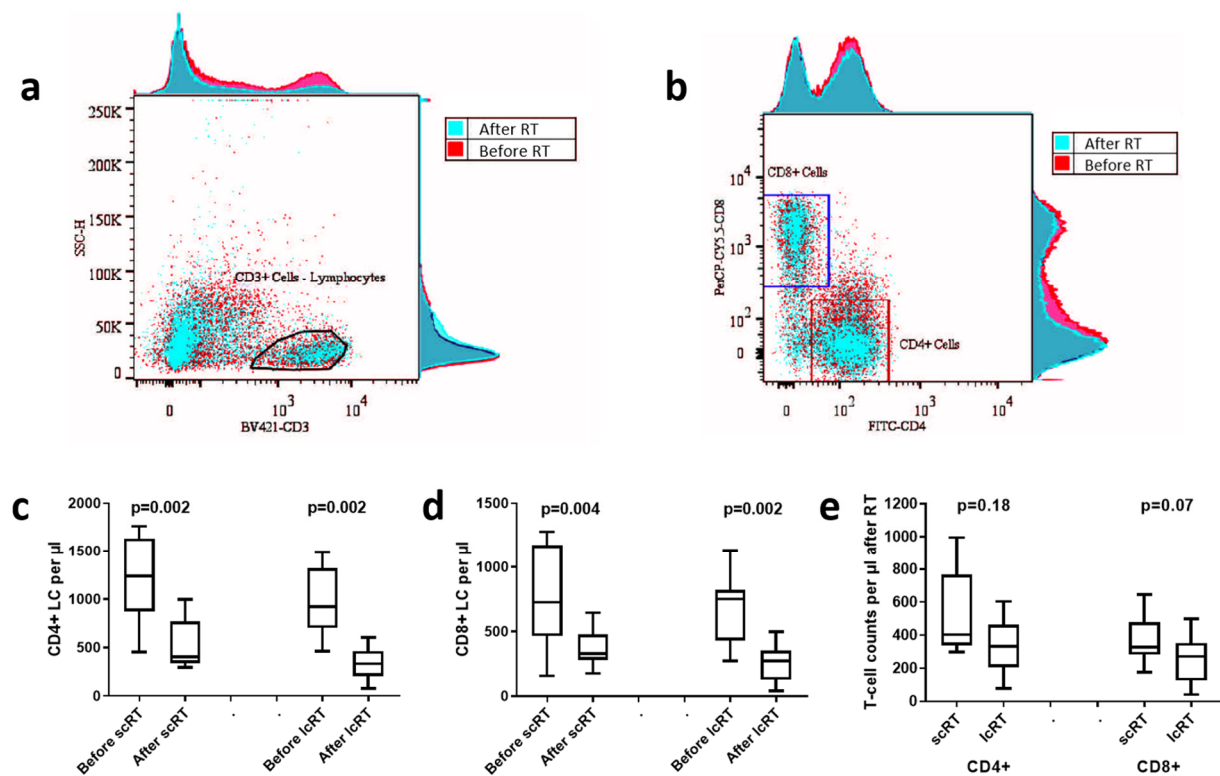 a
250K
200K
150K
100K
50K
0
SSC-H
CD3+ Cells - Lymphocytes
0
10³
10⁴
BV421-CD3
After RT
Before RT
b
10⁴
10³
10²
0
PerCP-CY5.5-CD8
CD8+ Cells
CD4+ Cells
0
10²
10³
10⁴
FITC-CD4
After RT
Before RT
c
CD4+ LC per µl
2000
1500
1000
500
0
p=0.002
p=0.002
Before scRT
After scRT
.
.
Before lcRT
After lcRT
d
CD8+ LC per µl
1500
1000
500
0
p=0.004
p=0.002
Before scRT
After scRT
.
.
Before lcRT
After lcRT
e
T-cell counts per µl after RT
1200
1000
800
600
400
200
0
p=0.18
p=0.07
scRT
lcRT
.
.
scRT
lcRT
CD4+
CD8+